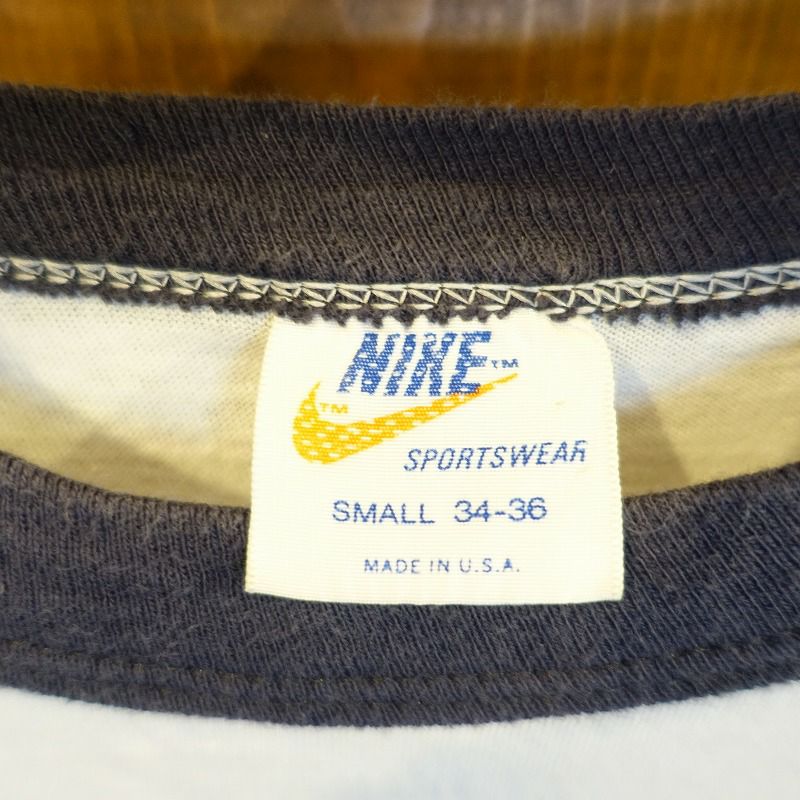 NIKE™
™
SPORTSWEAR
SMALL 34-36
MADE IN U.S.A.